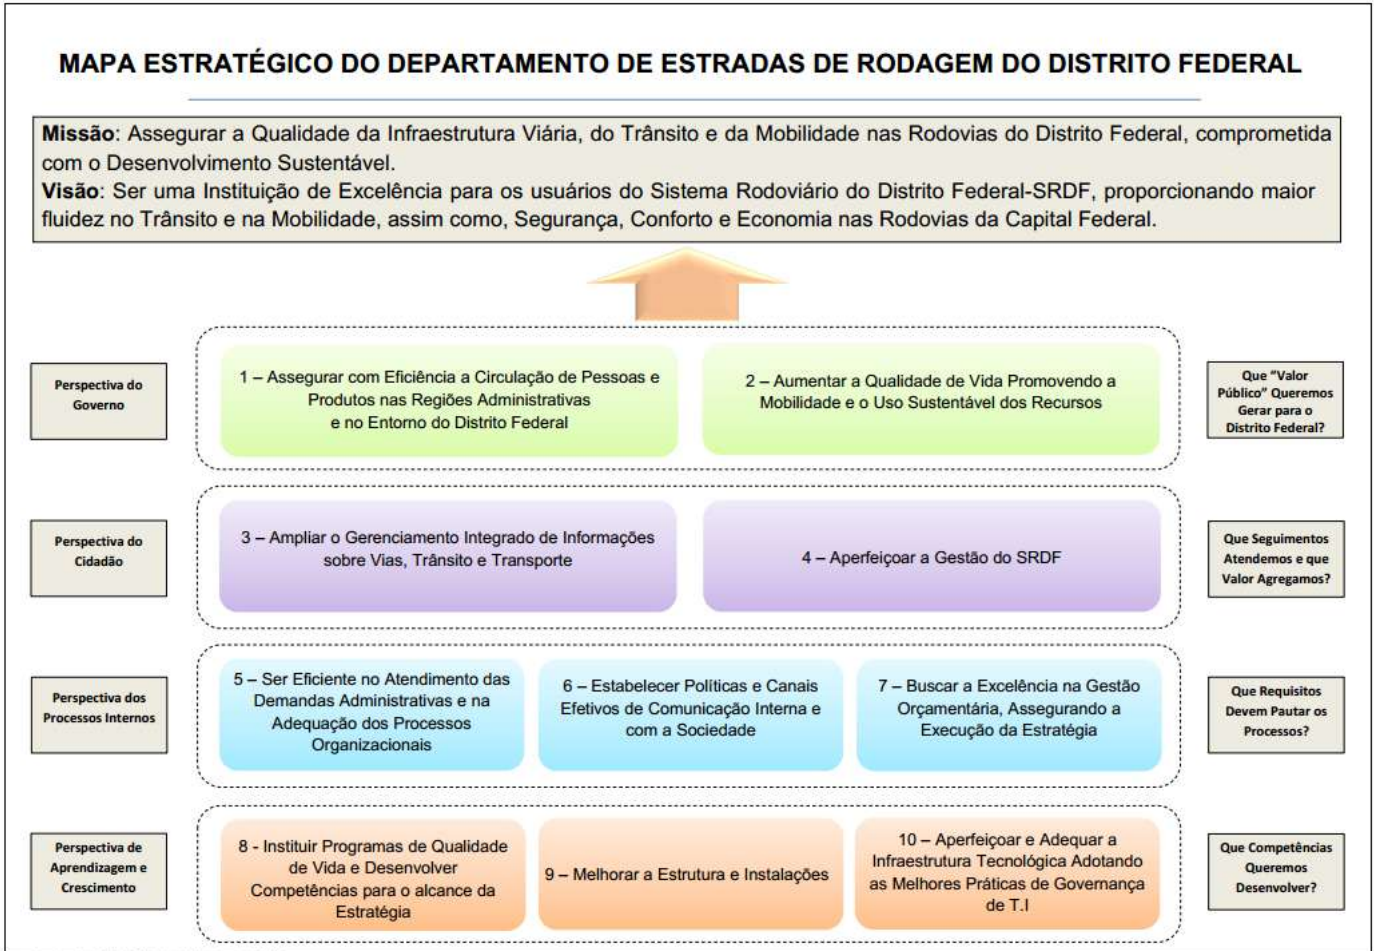 MAPA ESTRATÉGICO DO DEPARTAMENTO DE ESTRADAS DE RODAGEM DO DISTRITO FEDERAL
Missão: Assegurar a Qualidade da Infraestrutura Viária, do Trânsito e da Mobilidade nas Rodovias do Distrito Federal, comprometida
com o Desenvolvimento Sustentável.
Visão: Ser uma Instituição de Excelência para os usuários do Sistema Rodoviário do Distrito Federal-SRDF, proporcionando maior
fluidez no Trânsito e na Mobilidade, assim como, Segurança, Conforto e Economia nas Rodovias da Capital Federal.
Perspectiva do
Governo
1 – Assegurar com Eficiência a Circulação de Pessoas e
Produtos nas Regiões Administrativas
e no Entorno do Distrito Federal
2 – Aumentar a Qualidade de Vida Promovendo a
Mobilidade e o Uso Sustentável dos Recursos
Que “Valor
Público” Queremos
Gerar para o
Distrito Federal?
Perspectiva do
Cidadão
3 – Ampliar o Gerenciamento Integrado de Informações
sobre Vias, Trânsito e Transporte
4 – Aperfeiçoar a Gestão do SRDF
Que Seguimentos
Atendemos e que
Valor Agregamos?
Perspectiva dos
Processos Internos
5 – Ser Eficiente no Atendimento das
Demandas Administrativas e na
Adequação dos Processos
Organizacionais
6 – Estabelecer Políticas e Canais
Efetivos de Comunicação Interna e
com a Sociedade
7 – Buscar a Excelência na Gestão
Orçamentária, Assegurando a
Execução da Estratégia
Que Requisitos
Devem Pautar os
Processos?
Perspectiva de
Aprendizagem e
Crescimento
8 - Instituir Programas de Qualidade
de Vida e Desenvolver
Competências para o alcance da
Estratégia
9 – Melhorar a Estrutura e Instalações
10 – Aperfeiçoar e Adequar a
Infraestrutura Tecnológica Adotando
as Melhores Práticas de Governança
de T.I
Que Competências
Queremos
Desenvolver?